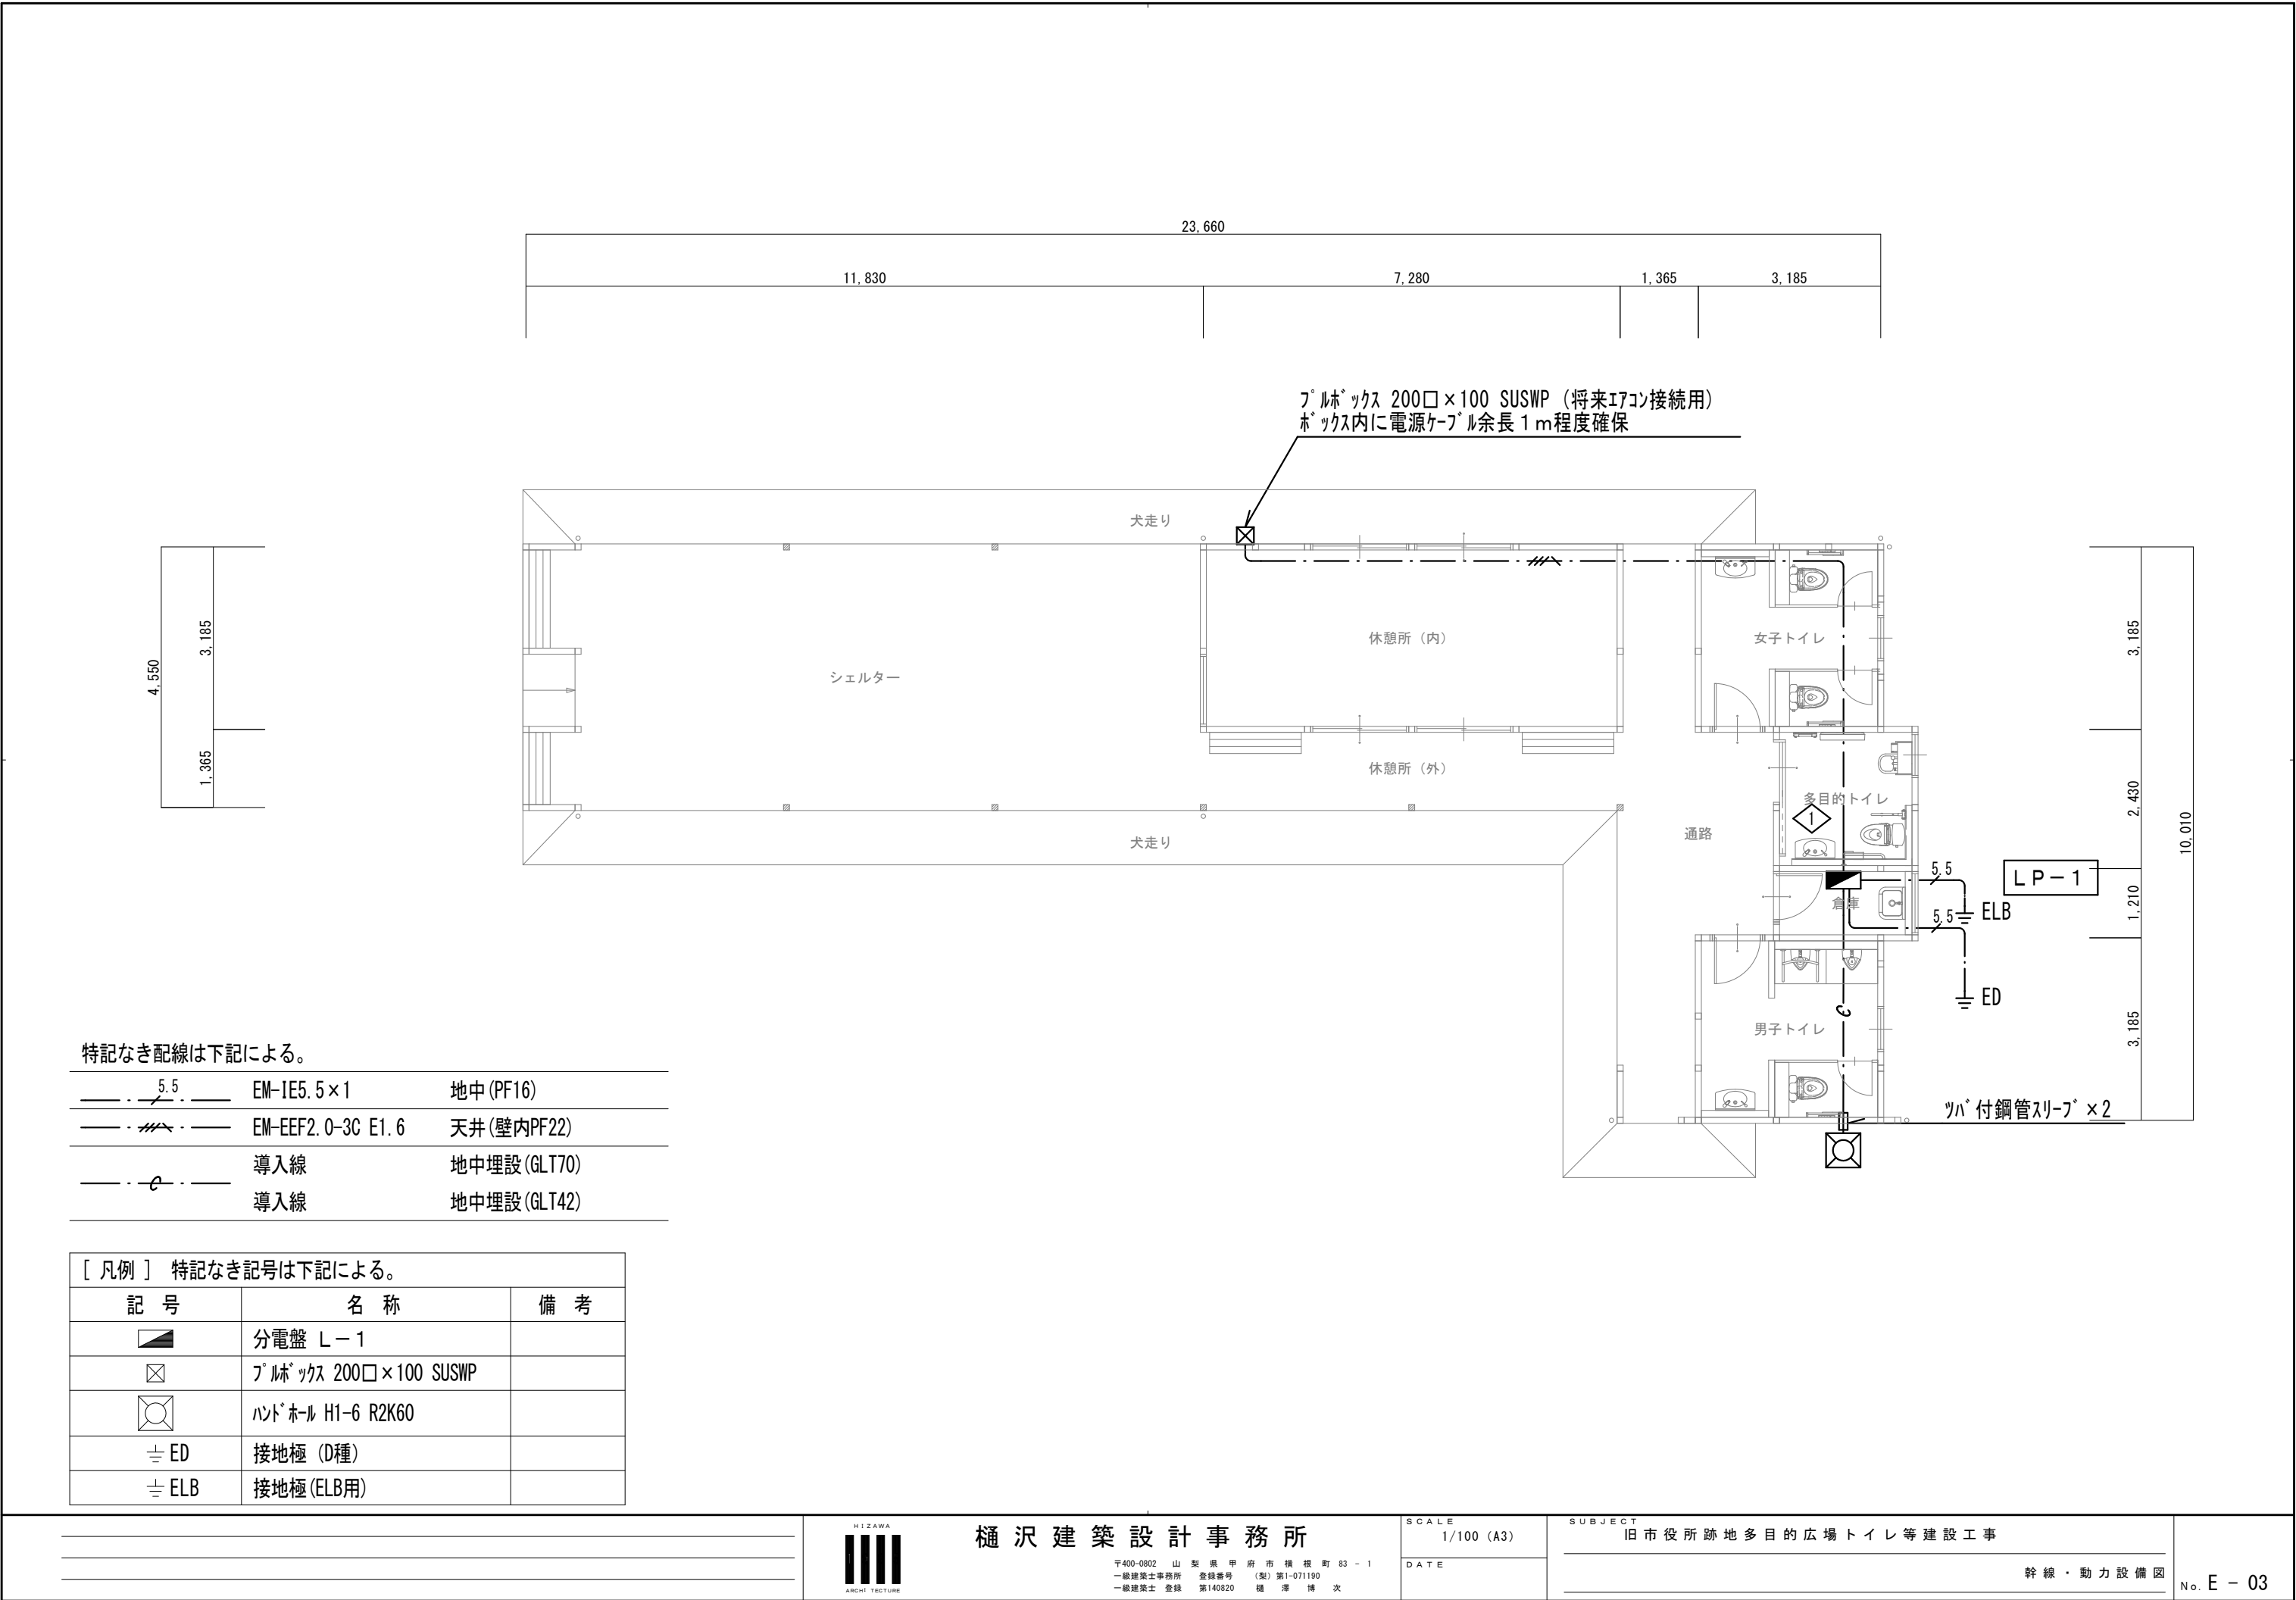 23,660
11,830 7,280 1,365 3,185
プルボックス 200□×100 SUSWP (将来エアコン接続用)
ボックス内に電源ケーブル余長1m程度確保
犬走り
4,550
3,185
1,365
シェルター
休憩所（内）
休憩所（外）
女子トイレ
多目的トイレ
1
通路
倉庫
男子トイレ
犬走り
5.5
ELB
5.5
ED
LP-1
C
3,185
2,430
1,210
3,185
10,010
ツバ付鋼管スリーブ×2
特記なき配線は下記による。
5.5 EM-IE5.5×1 地中(PF16)
EM-EEF2.0-3C E1.6 天井(壁内PF22)
C 導入線 地中埋設(GLT70)
導入線 地中埋設(GLT42)
[ 凡例 ] 特記なき記号は下記による。
記 号 名 称 備 考
分電盤 L-1
プルボックス 200□×100 SUSWP
ハンドホール H1-6 R2K60
ED 接地極 (D種)
ELB 接地極(ELB用)
HIZAWA
ARCHI TECTURE
樋沢建築設計事務所
〒400-0802 山梨県甲府市横根町 83 - 1
一級建築士事務所 登録番号 (梨)第1-071190
一級建築士 登録 第140820 樋澤博次
SCALE
1/100 (A3)
DATE
SUBJECT
旧市役所跡地多目的広場トイレ等建設工事
幹線・動力設備図
No. E - 03